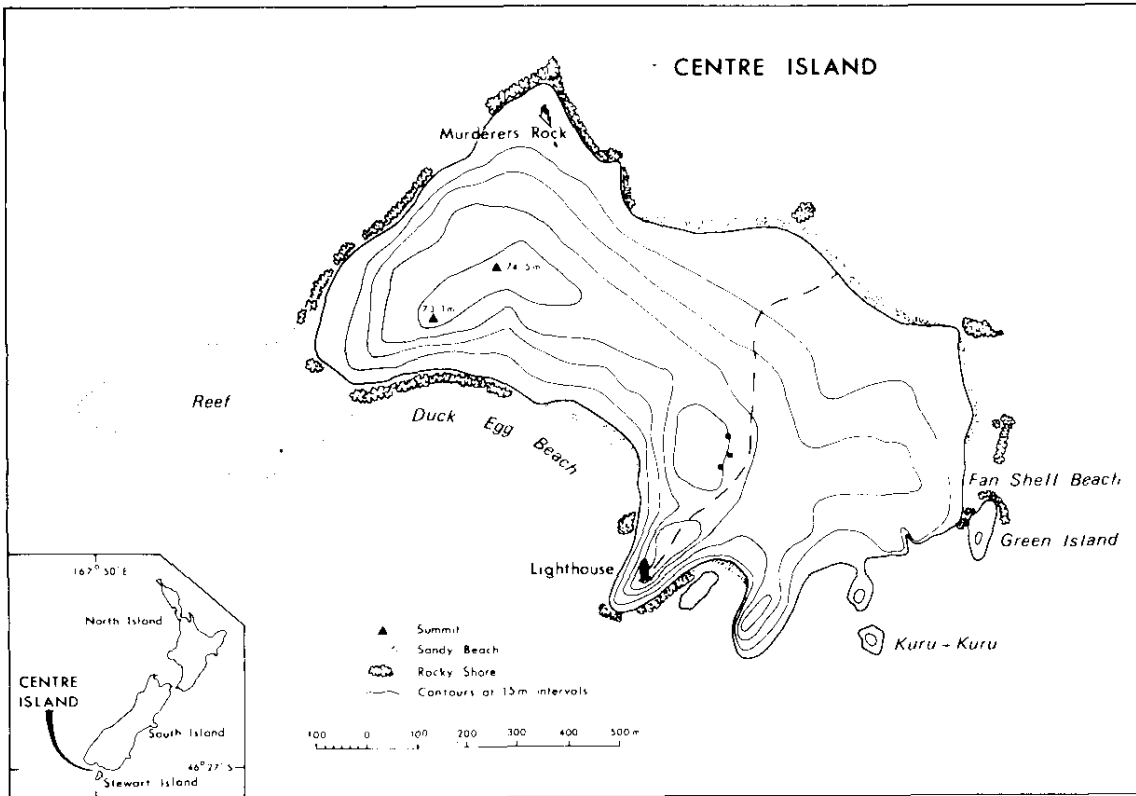 CENTRE ISLAND
Murderers Rock
74.5m
73.1m
Reef
Duck Egg Beach
Fan Shell Beach
Green Island
Lighthouse
Kuru - Kuru
167° 50' E
North Island
CENTRE
ISLAND
South Island
46° 27' S
Stewart Island
Summit
Sandy Beach
Rocky Shore
Contours at 15m intervals
100 0 100 200 300 400 500 m